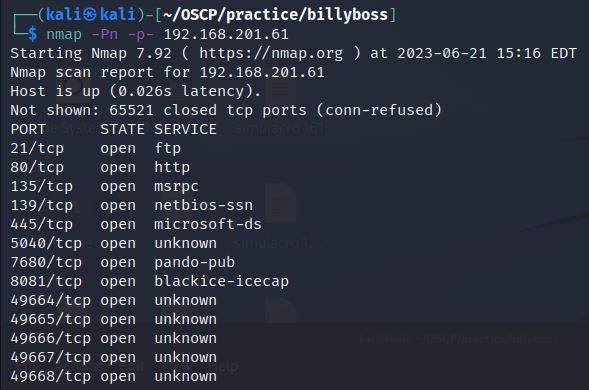 ┌──(kali㉿kali)-[~/OSCP/practice/billyboss]
└─$ nmap -Pn -p- 192.168.201.61
Starting Nmap 7.92 ( https://nmap.org ) at 2023-06-21 15:16 EDT
Nmap scan report for 192.168.201.61
Host is up (0.026s latency).
Not shown: 65521 closed tcp ports (conn-refused)
PORT      STATE SERVICE
21/tcp    open  ftp
80/tcp    open  http
135/tcp   open  msrpc
139/tcp   open  netbios-ssn
445/tcp   open  microsoft-ds
5040/tcp  open  unknown
7680/tcp  open  pando-pub
8081/tcp  open  blackice-icecap
49664/tcp open  unknown
49665/tcp open  unknown
49666/tcp open  unknown
49667/tcp open  unknown
49668/tcp open  unknown